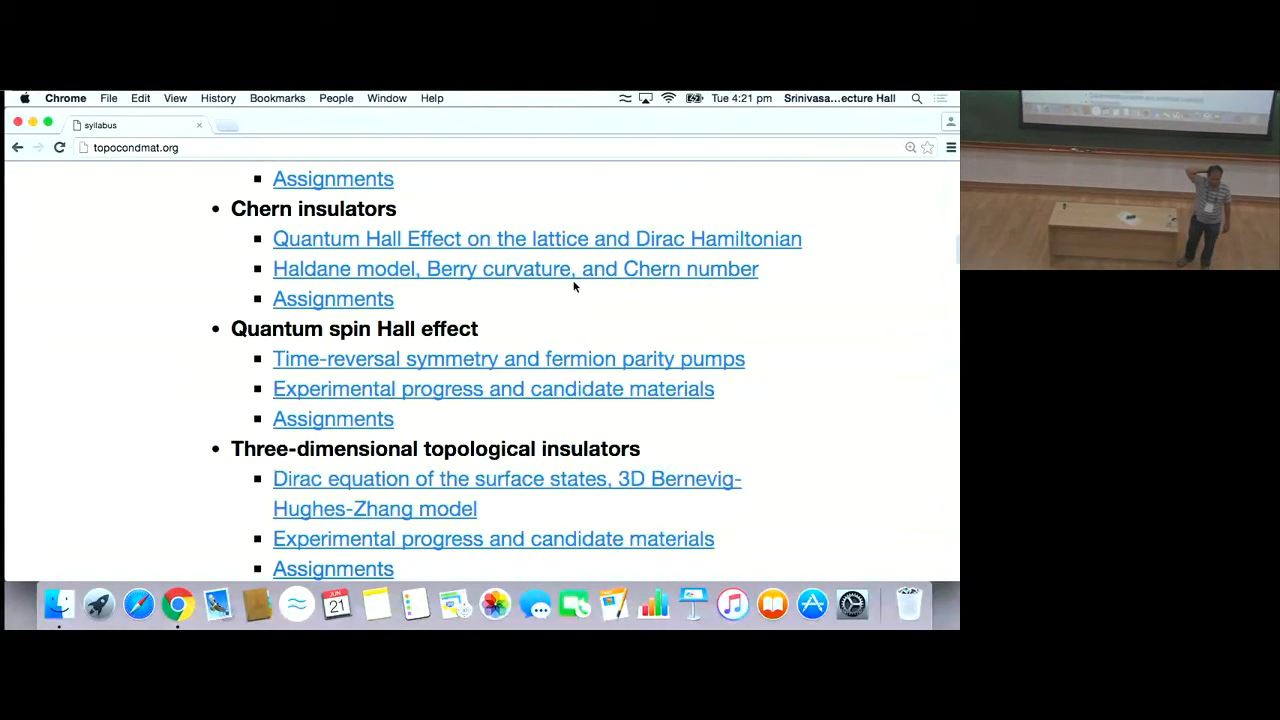 Chrome File Edit View History Bookmarks People Window Help Tue 4:21 pm Srinivasa...ecture Hall
syllabus
topocondmat.org
Assignments
• Chern insulators
Quantum Hall Effect on the lattice and Dirac Hamiltonian
Haldane model, Berry curvature, and Chern number
Assignments
• Quantum spin Hall effect
Time-reversal symmetry and fermion parity pumps
Experimental progress and candidate materials
Assignments
• Three-dimensional topological insulators
Dirac equation of the surface states, 3D Bernevig-
Hughes-Zhang model
Experimental progress and candidate materials
Assignments
JUN
21